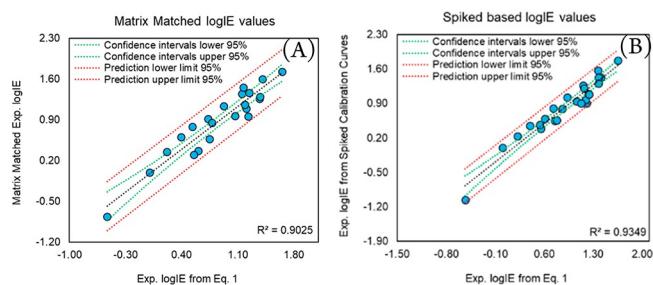 Matrix Matched logIE values
(A)
Confidence intervals lower 95%
Confidence intervals upper 95%
Prediction lower limit 95%
Prediction upper limit 95%
Matrix Matched Exp. logIE
2.30
1.60
0.90
0.20
-0.50
-1.20
R² = 0.9025
-1.00 -0.30 0.40 1.10 1.80
Exp. logIE from Eq. 1
Spiked based logIE values
(B)
Confidence intervals lower 95%
Confidence intervals upper 95%
Prediction lower limit 95%
Prediction upper limit 95%
Exp. logIE from Spiked Calibration Curves
2.30
1.60
0.90
0.20
-0.50
-1.20
-1.90
R² = 0.9349
-1.50 -0.80 -0.10 0.60 1.30 2.00
Exp. logIE from Eq. 1